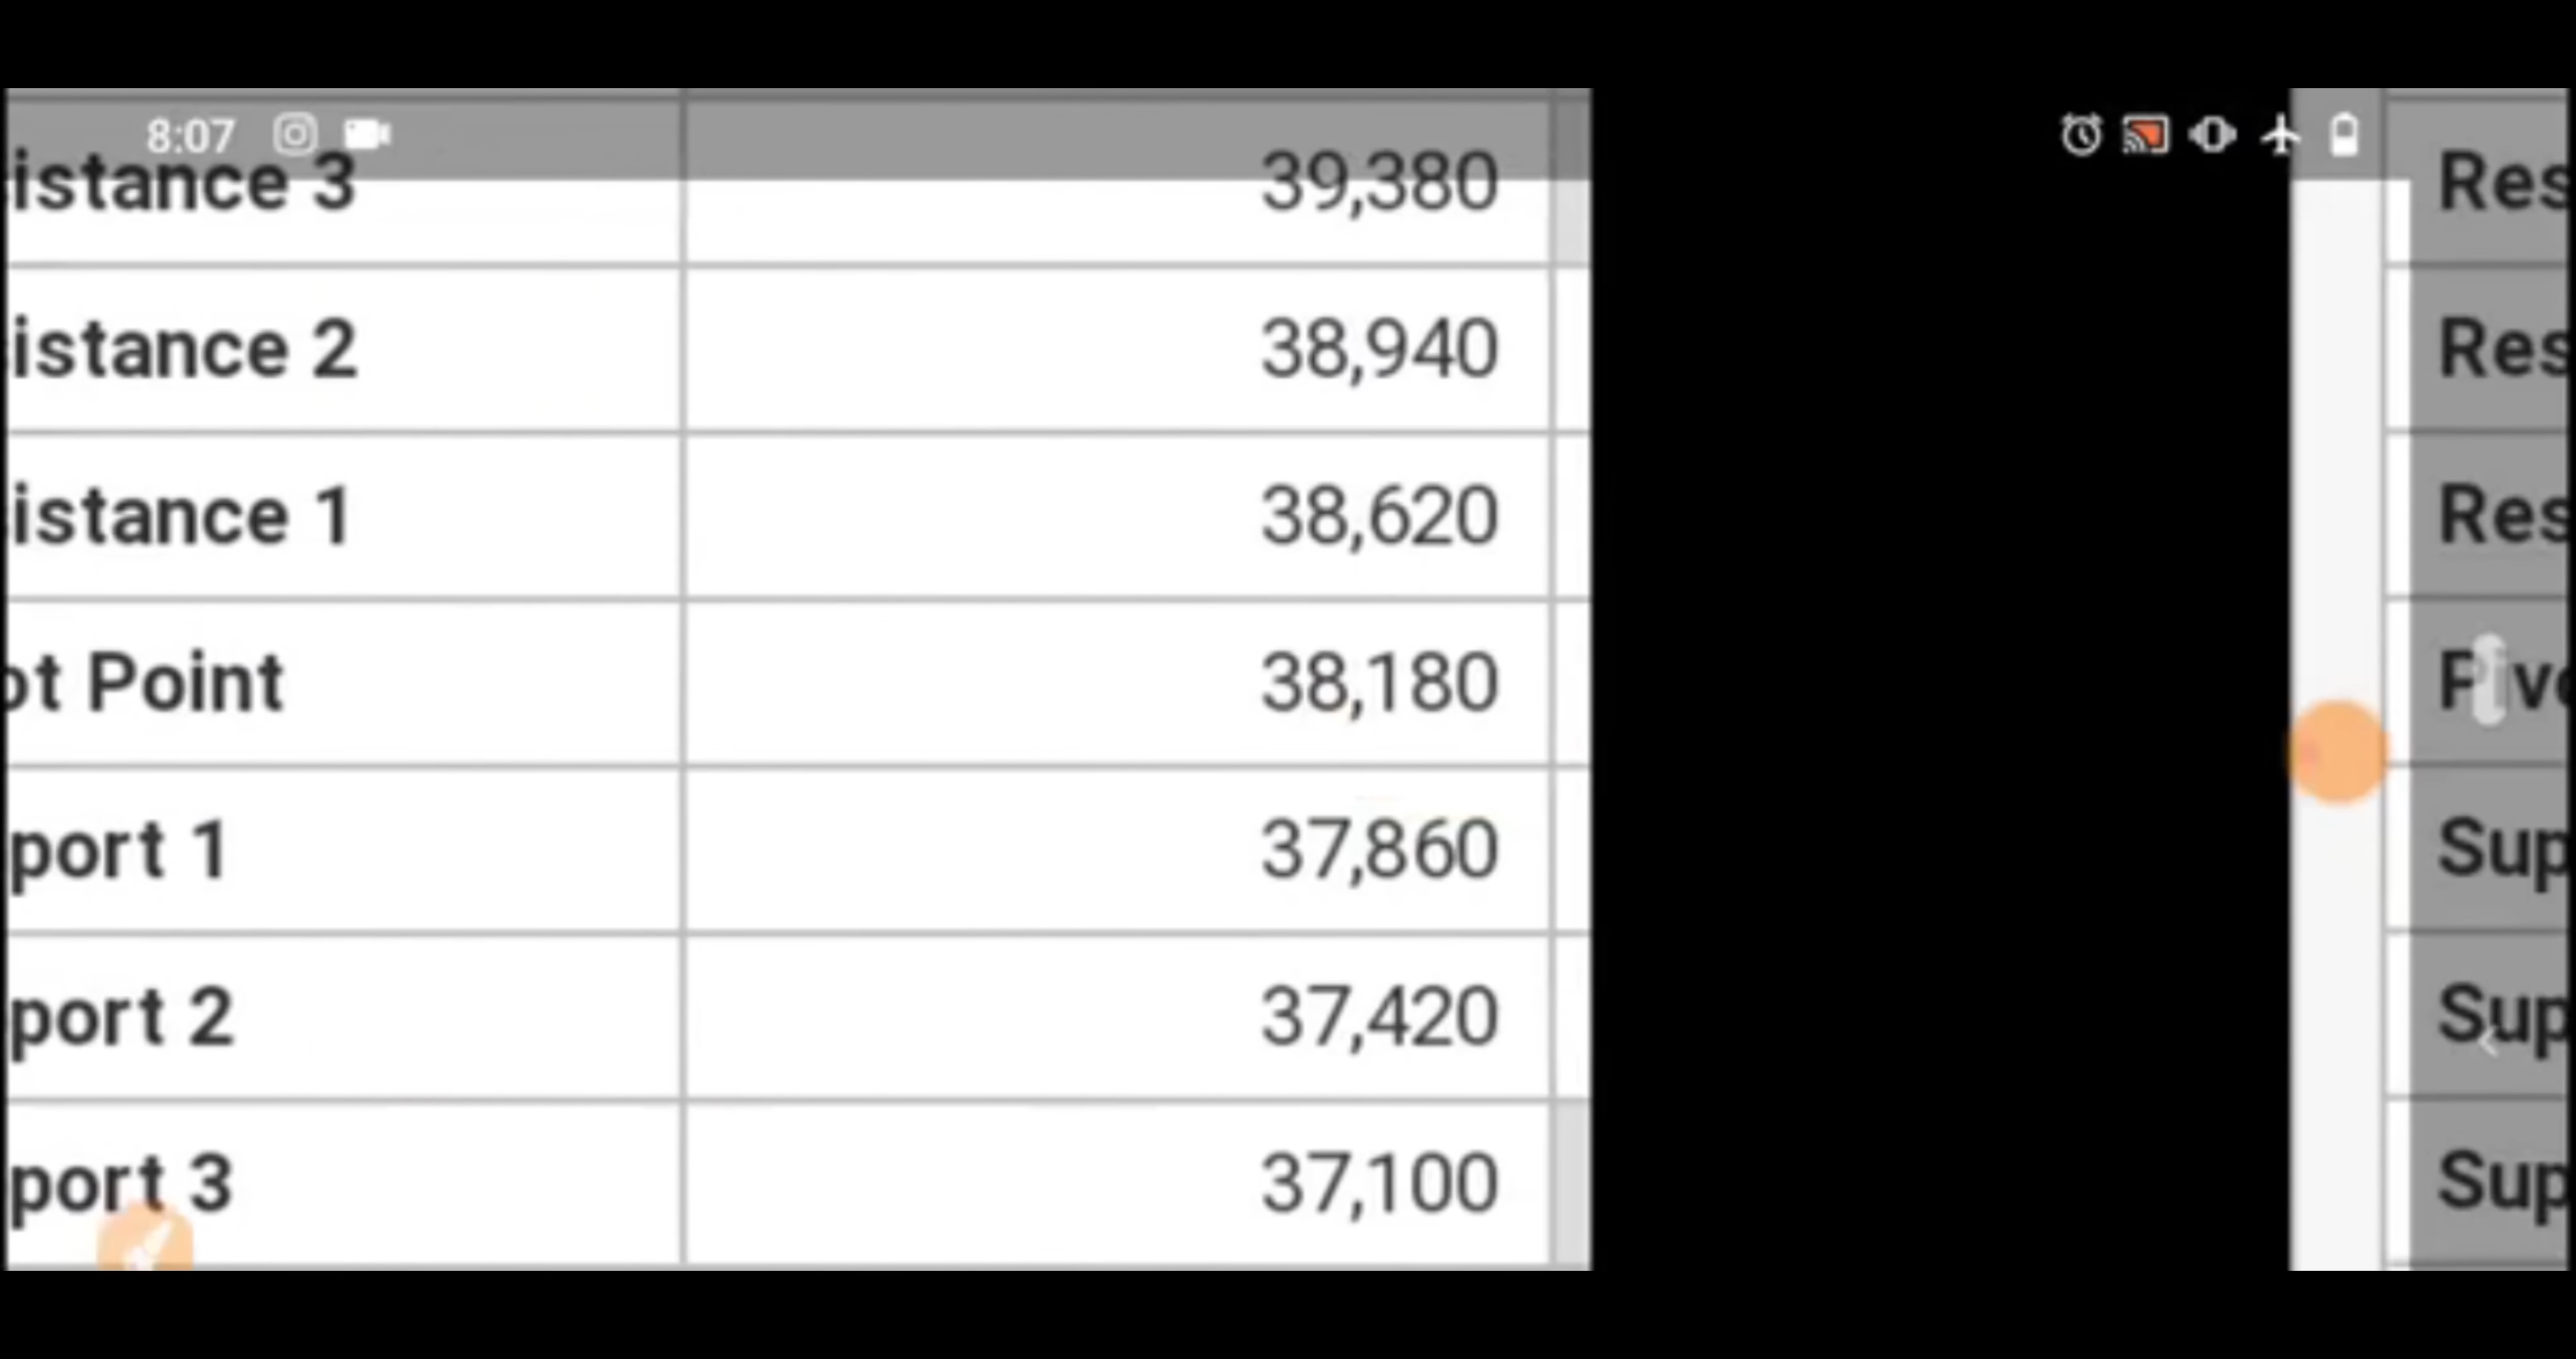 8:07
istance 3 39,380 Res
istance 2 38,940 Res
istance 1 38,620 Res
ot Point 38,180 Pivo
port 1 37,860 Sup
port 2 37,420 Sup
port 3 37,100 Sup